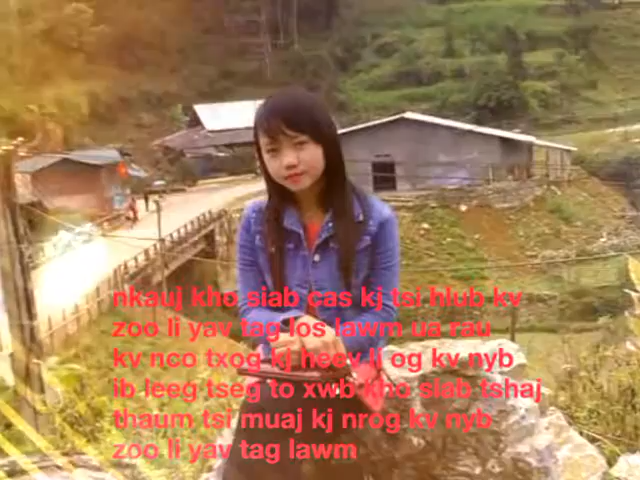 nkauj kho siab cas kj tsi hlub kv
zoo li yav tag los lawm ua rau
kv nco txog kj heev li og kv nyb
ib leeg tseg to xwb kho siab tshaj
thaum tsi muaj kj nrog kv nyb
zoo li yav tag lawm